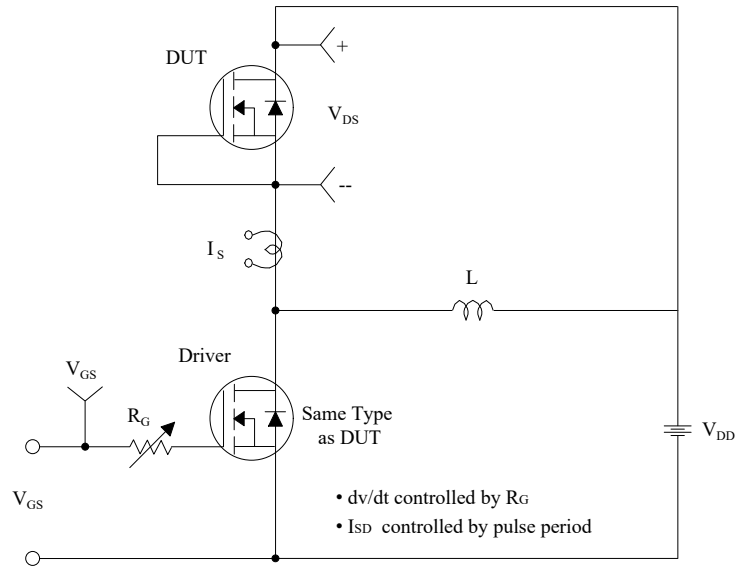 DUT
+
VDS
--
IS
L
Driver
VGS
RG
Same Type
as DUT
VDD
VGS
• dv/dt controlled by RG
• ISD controlled by pulse period